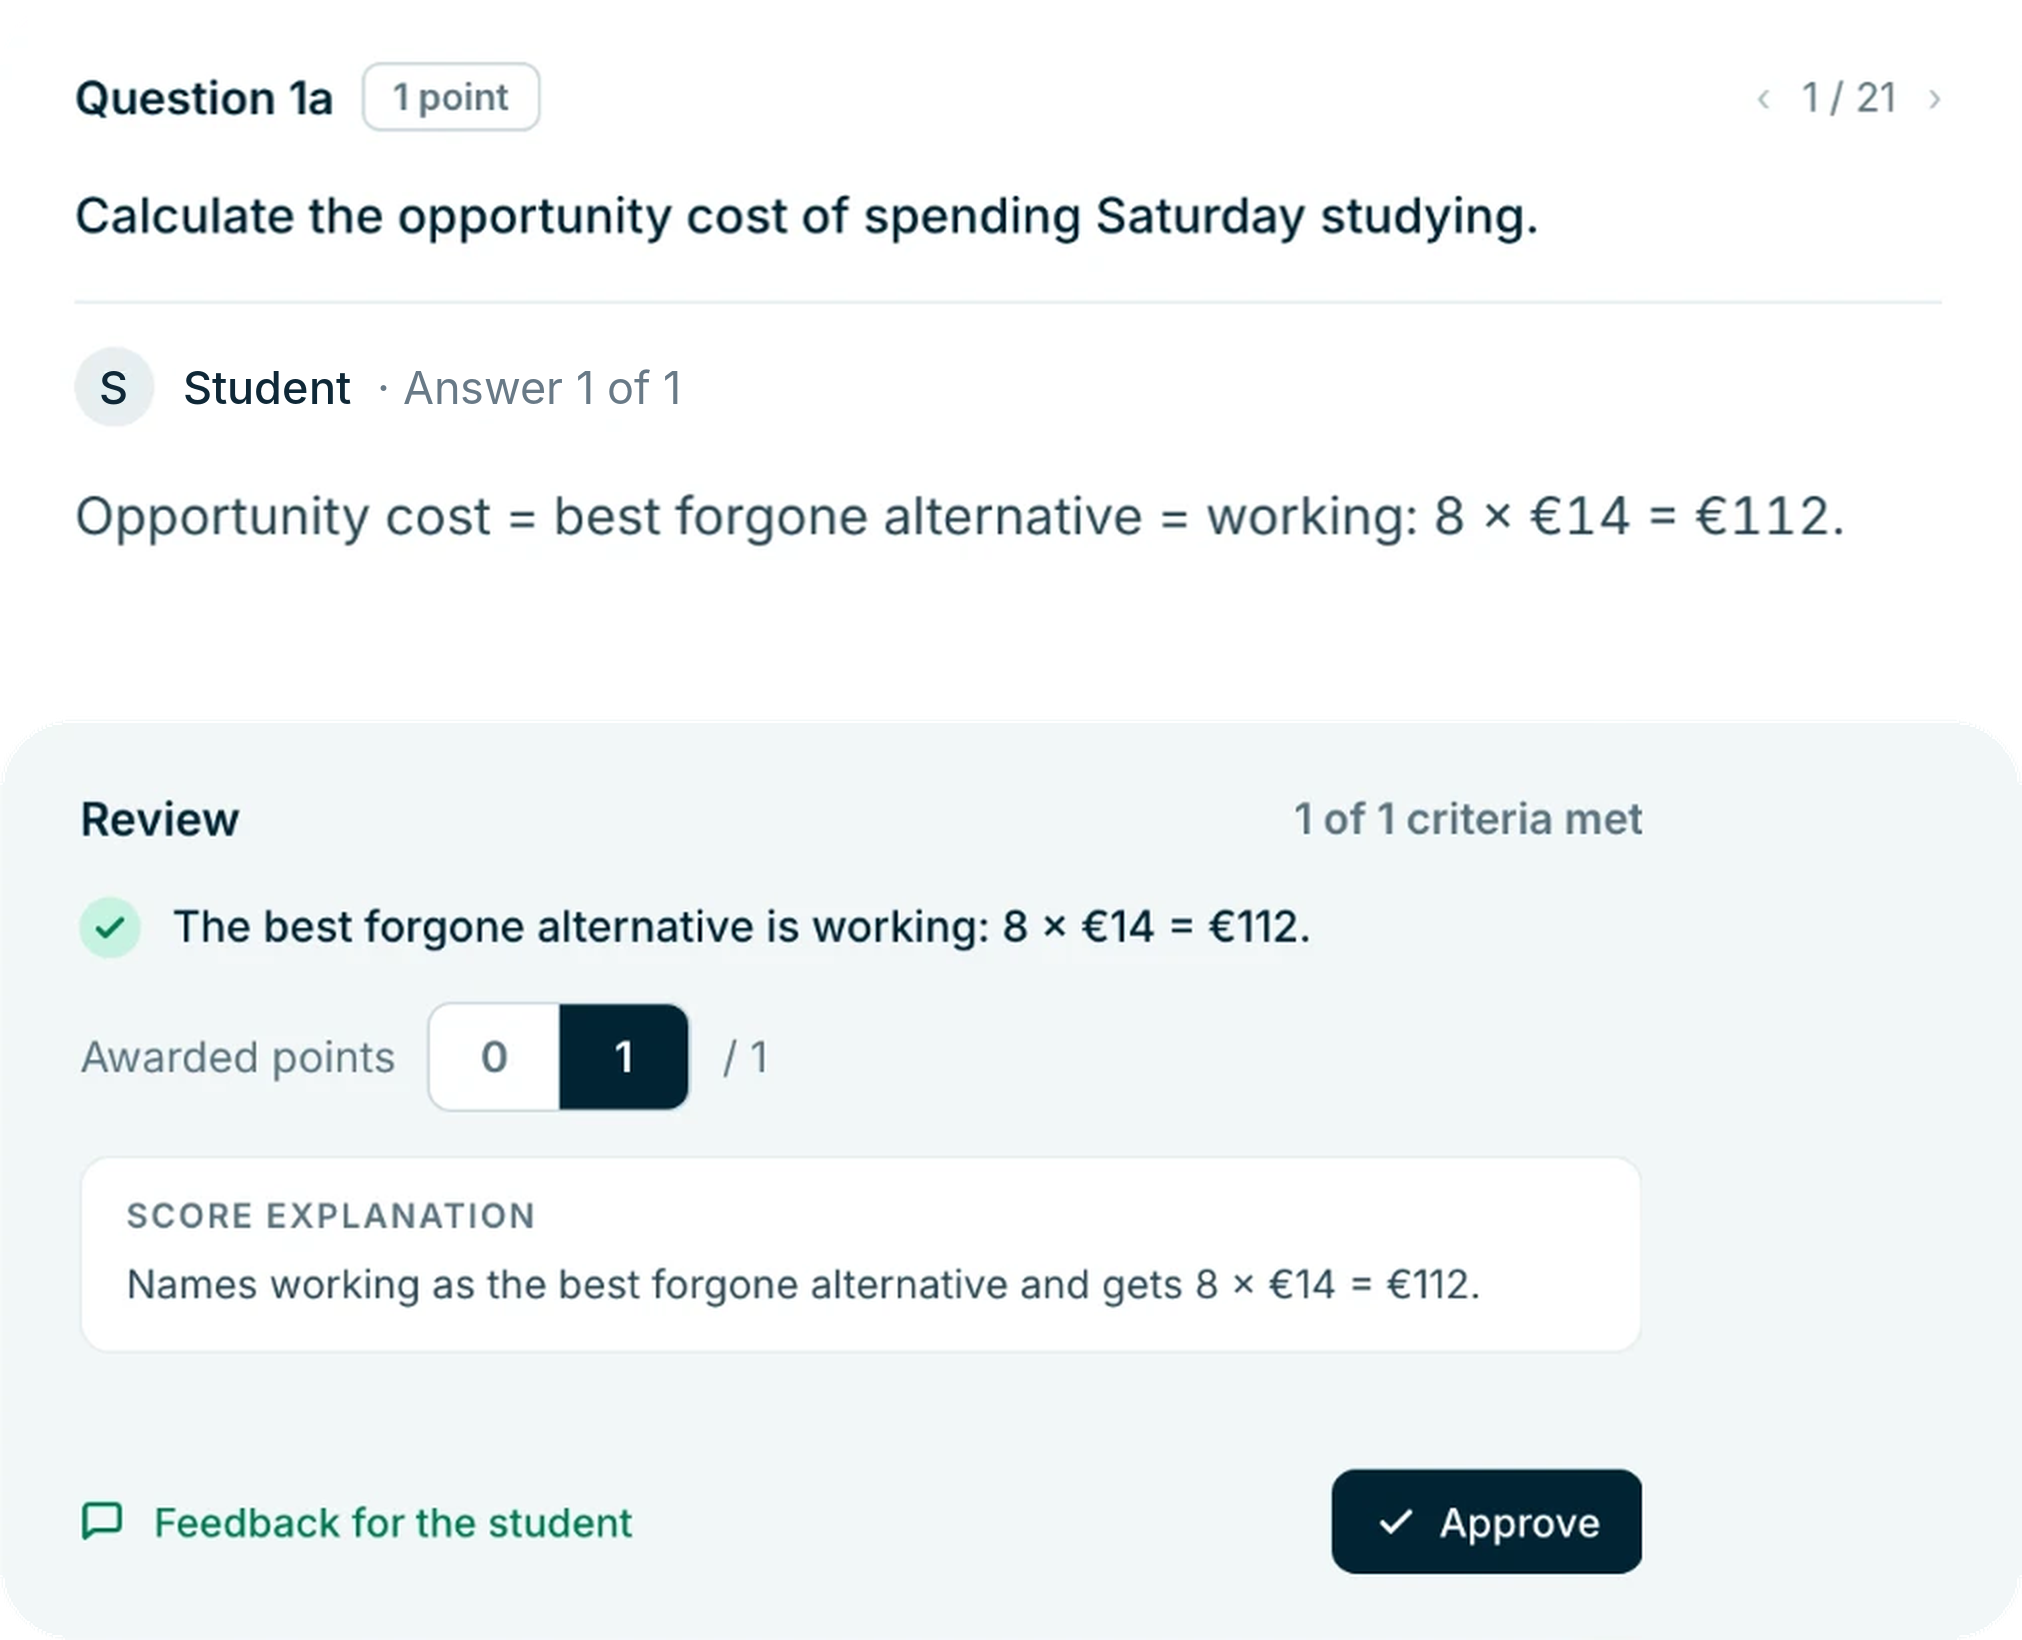 Question 1a 1 point ‹ 1 / 21 ›
Calculate the opportunity cost of spending Saturday studying.
S Student · Answer 1 of 1
Opportunity cost = best forgone alternative = working: 8 × €14 = €112.
Review 1 of 1 criteria met
The best forgone alternative is working: 8 × €14 = €112.
Awarded points 0 1 / 1
SCORE EXPLANATION
Names working as the best forgone alternative and gets 8 × €14 = €112.
Feedback for the student Approve